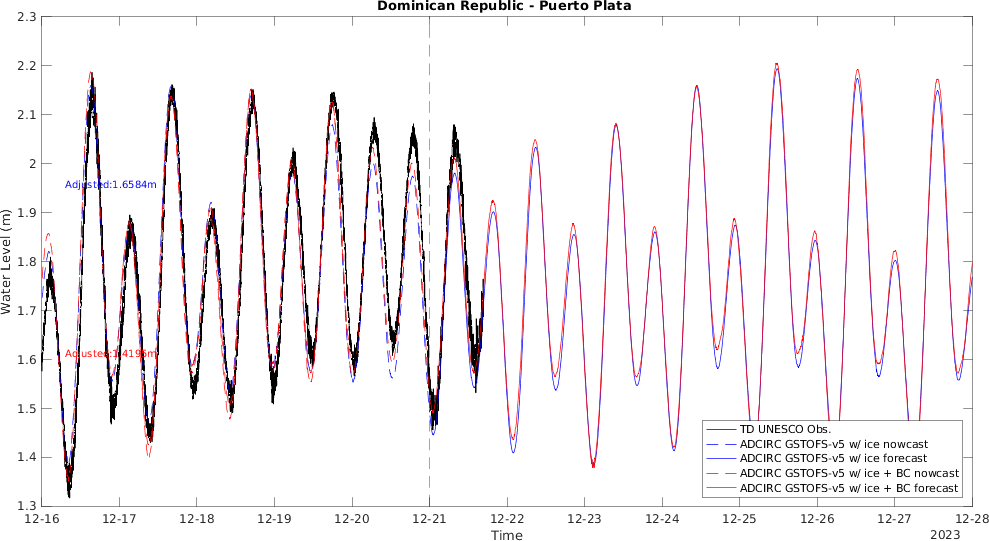 Dominican Republic - Puerto Plata
Water Level (m)
2.3
2.2
2.1
2
1.9
1.8
1.7
1.6
1.5
1.4
1.3
Adjusted:1.6584m
Adjusted:1.4195m
TD UNESCO Obs.
ADCIRC GSTOFS-v5 w/ ice nowcast
ADCIRC GSTOFS-v5 w/ ice forecast
ADCIRC GSTOFS-v5 w/ ice + BC nowcast
ADCIRC GSTOFS-v5 w/ ice + BC forecast
12-16 12-17 12-18 12-19 12-20 12-21 12-22 12-23 12-24 12-25 12-26 12-27 12-28
Time
2023